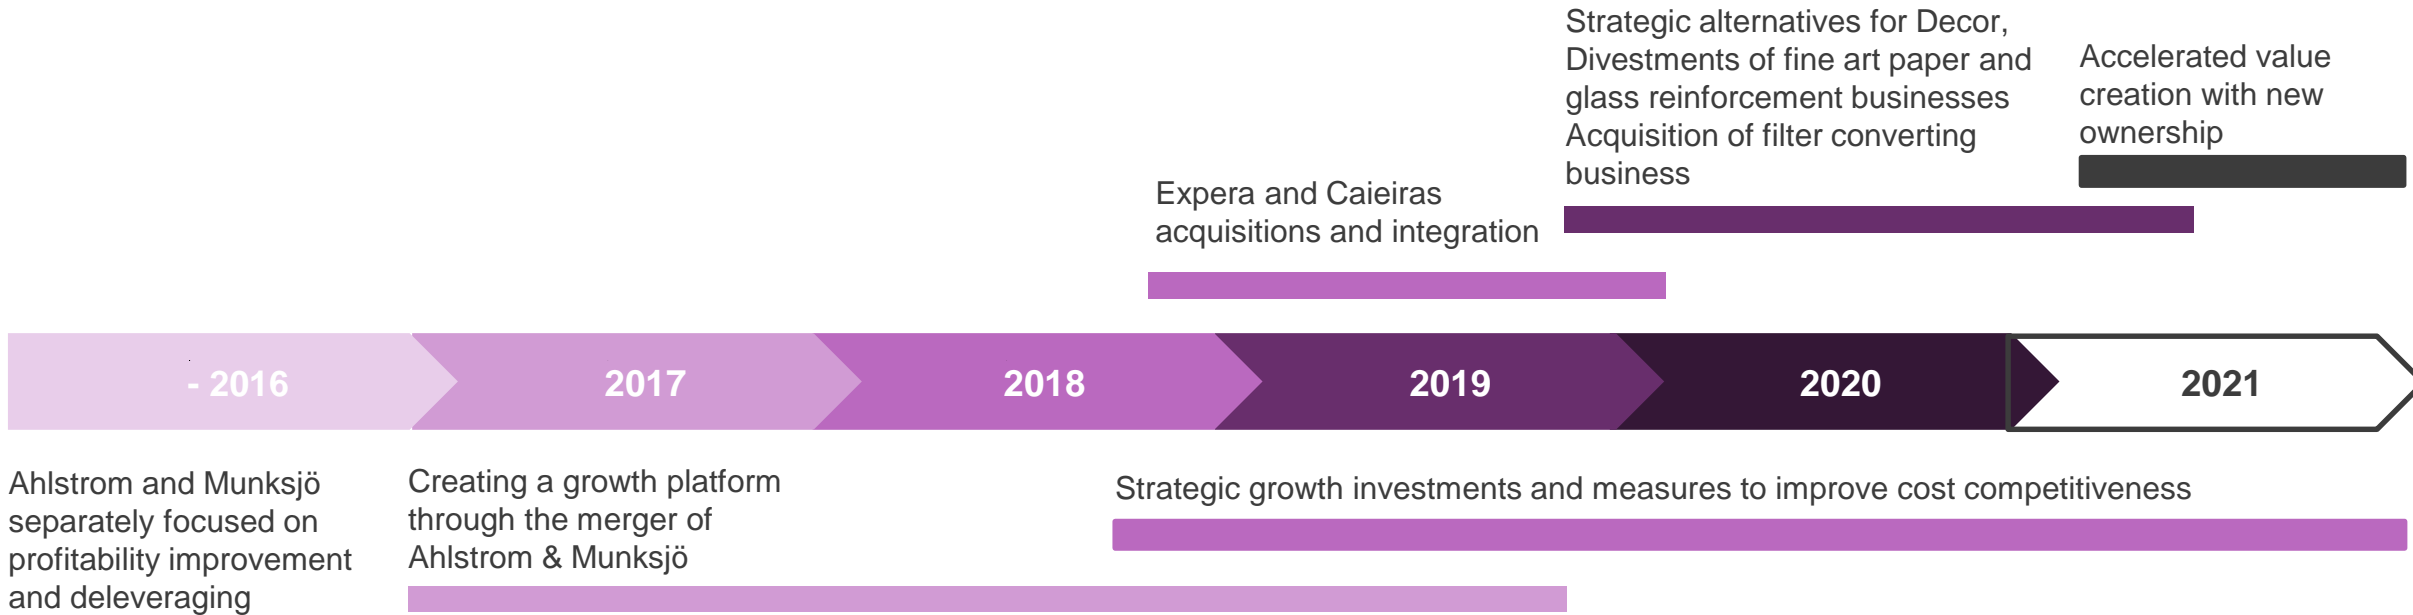 Strategic alternatives for Decor,
Divestments of fine art paper and
glass reinforcement businesses
Acquisition of filter converting
business
Accelerated value
creation with new
ownership
Expera and Caieiras
acquisitions and integration
- 2016
2017
2018
2019
2020
2021
Ahlstrom and Munksjö
separately focused on
profitability improvement
and deleveraging
Creating a growth platform
through the merger of
Ahlstrom & Munksjö
Strategic growth investments and measures to improve cost competitiveness